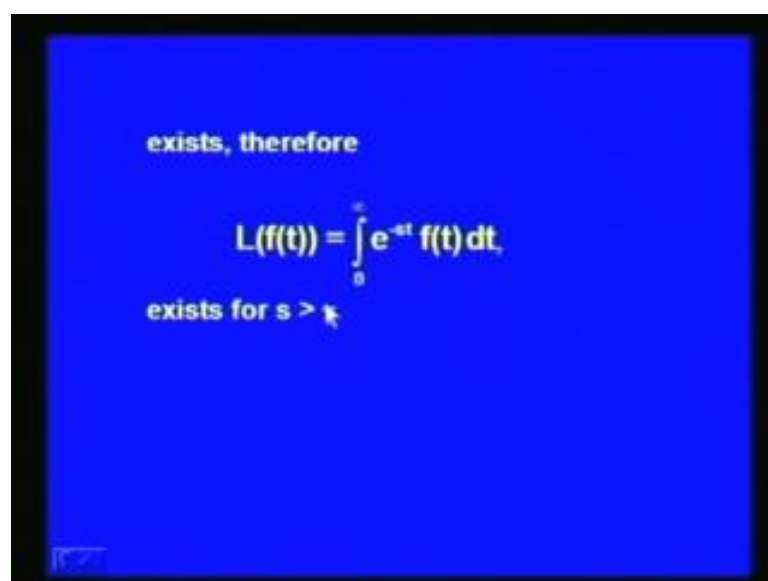 exists, therefore
L(f(t)) = ∫₀^∞ e^-st f(t) dt,
exists for s >